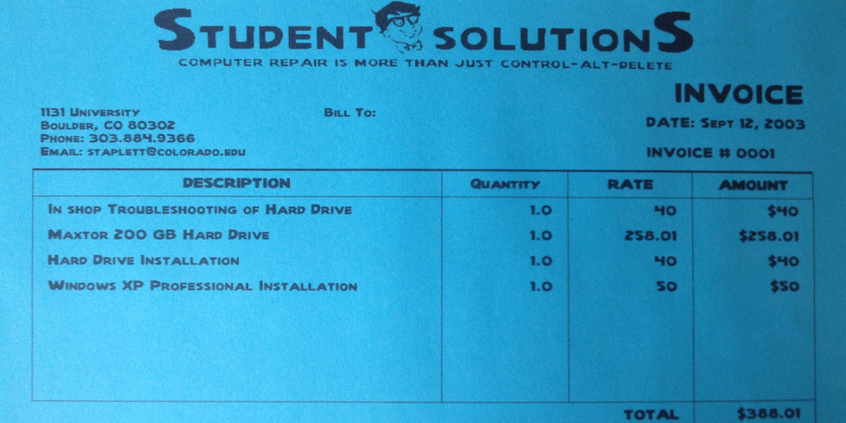 Student Solutions
Computer repair is more than just Control-Alt-Delete
INVOICE
1131 University
Boulder, CO 80302
Phone: 303.884.9366
Email: staplett@colorado.edu
Bill To:
DATE: Sept 12, 2003
INVOICE # 0001
DESCRIPTION Quantity RATE AMOUNT
In shop Troubleshooting of Hard Drive 1.0 40 $40
Maxtor 200 GB Hard Drive 1.0 258.01 $258.01
Hard Drive Installation 1.0 40 $40
Windows XP Professional Installation 1.0 50 $50
TOTAL $388.01